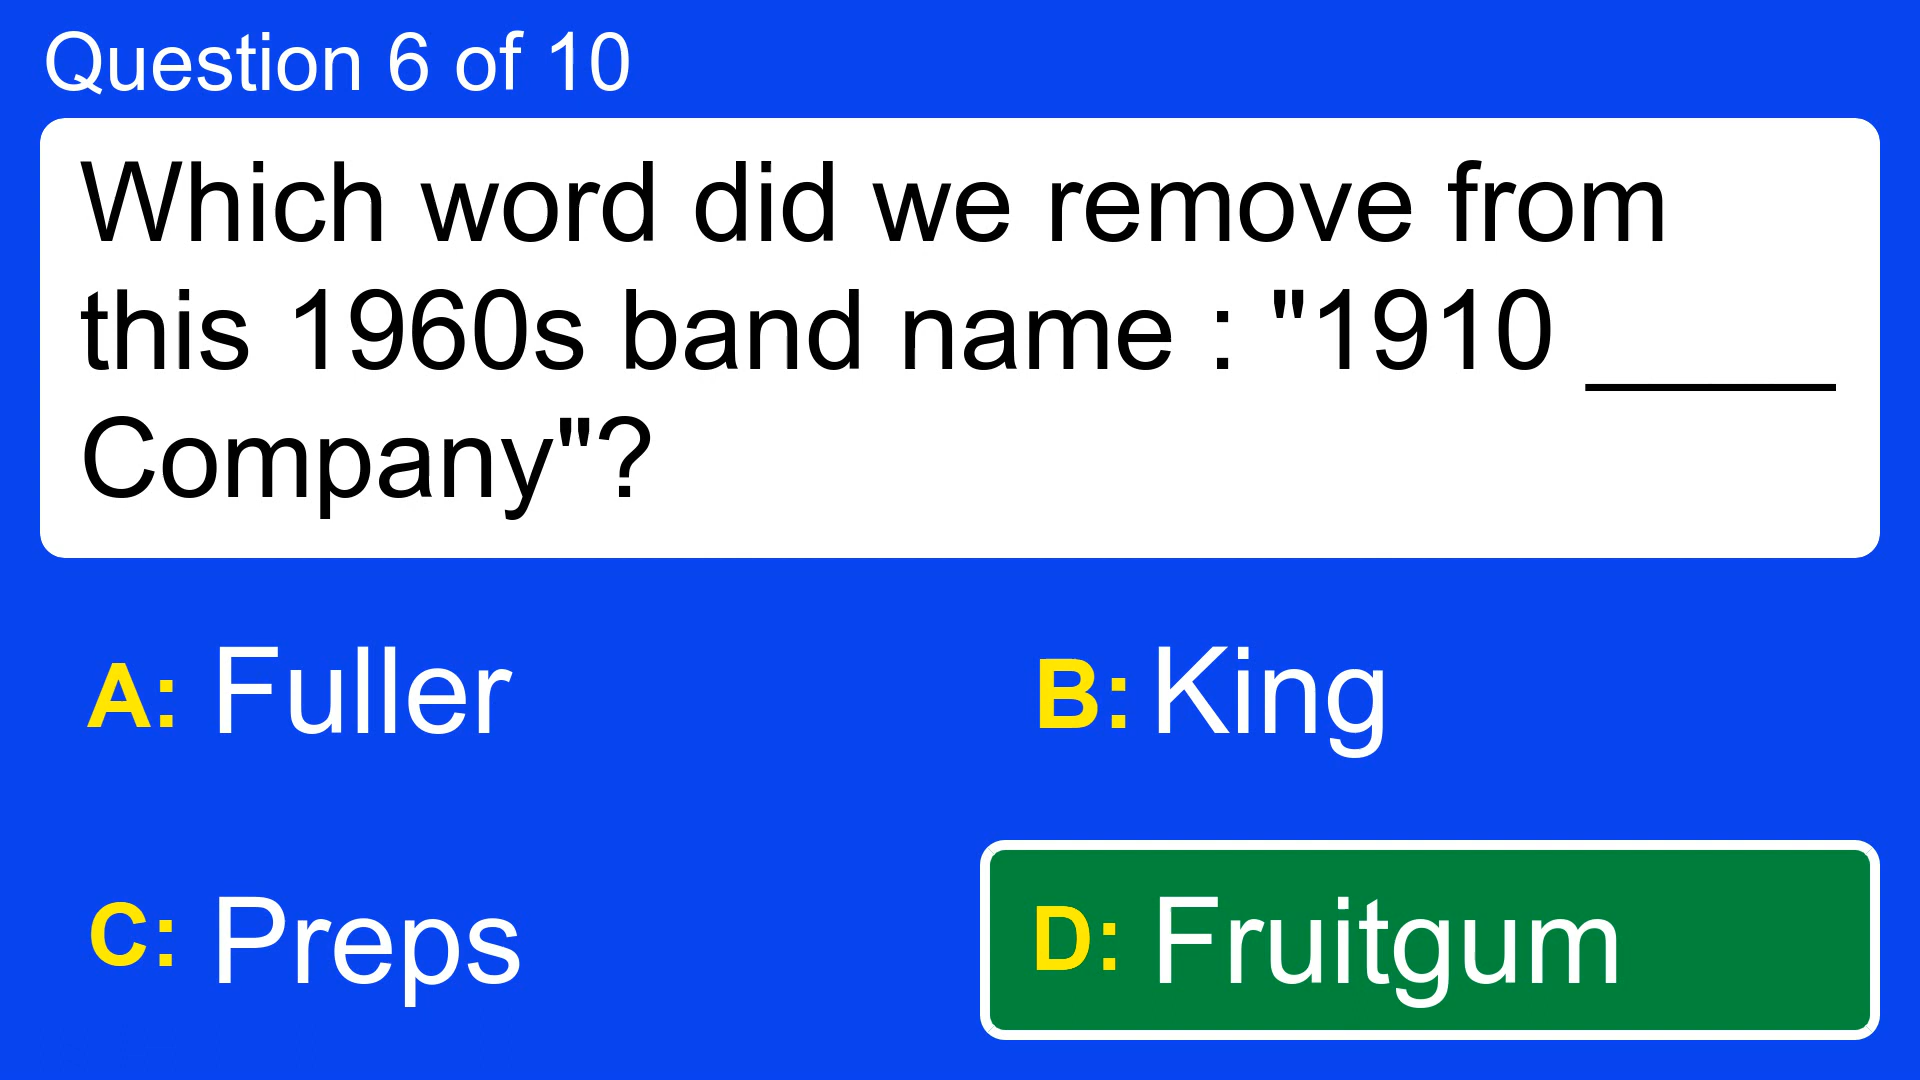 Question 6 of 10
Which word did we remove from
this 1960s band name : "1910 ____
Company"?
A: Fuller
B: King
C: Preps
D: Fruitgum